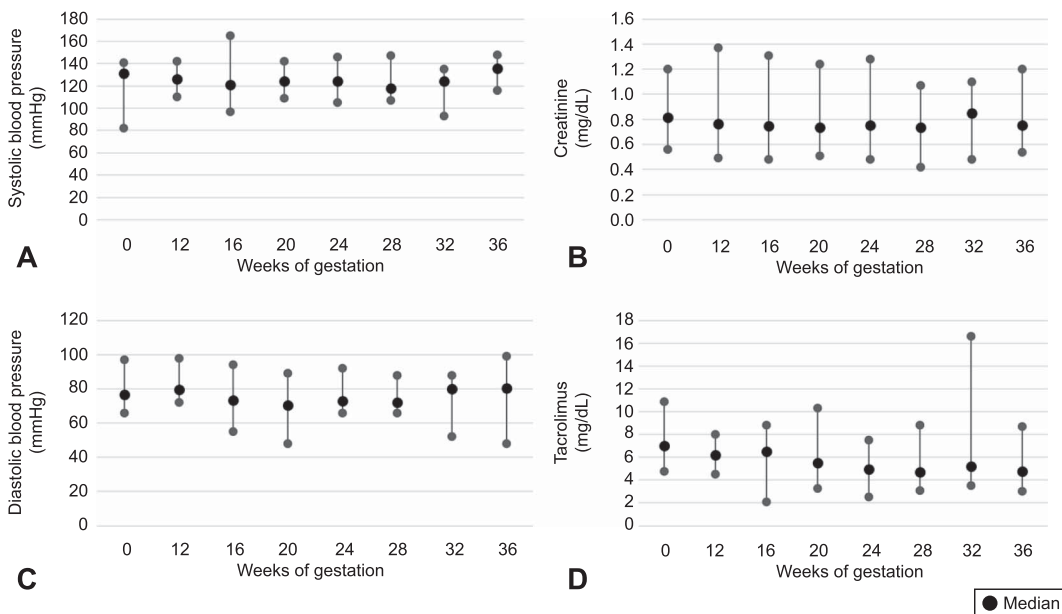 Systolic blood pressure
(mmHg)
180
160
140
120
100
80
60
40
20
0
0 12 16 20 24 28 32 36
Weeks of gestation
A
Creatinine
(mg/dL)
1.6
1.4
1.2
1.0
0.8
0.6
0.4
0.2
0.0
0 12 16 20 24 28 32 36
Weeks of gestation
B
Diastolic blood pressure
(mmHg)
120
100
80
60
40
20
0
0 12 16 20 24 28 32 36
Weeks of gestation
C
Tacrolimus
(mg/dL)
18
16
14
12
10
8
6
4
2
0
0 12 16 20 24 28 32 36
Weeks of gestation
D
Median